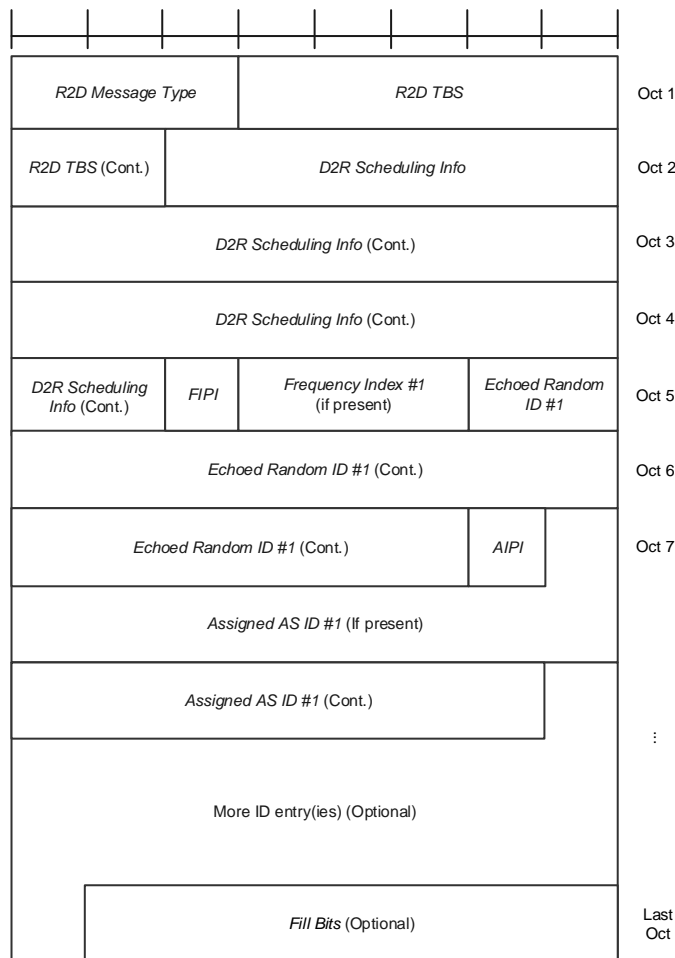 R2D Message Type
R2D TBS
Oct 1
R2D TBS (Cont.)
D2R Scheduling Info
Oct 2
D2R Scheduling Info (Cont.)
Oct 3
D2R Scheduling Info (Cont.)
Oct 4
D2R Scheduling
Info (Cont.)
FIPI
Frequency Index #1
(if present)
Echoed Random
ID #1
Oct 5
Echoed Random ID #1 (Cont.)
Oct 6
Echoed Random ID #1 (Cont.)
AIPI
Oct 7
Assigned AS ID #1 (If present)
Assigned AS ID #1 (Cont.)
...
More ID entry(ies) (Optional)
Fill Bits (Optional)
Last
Oct